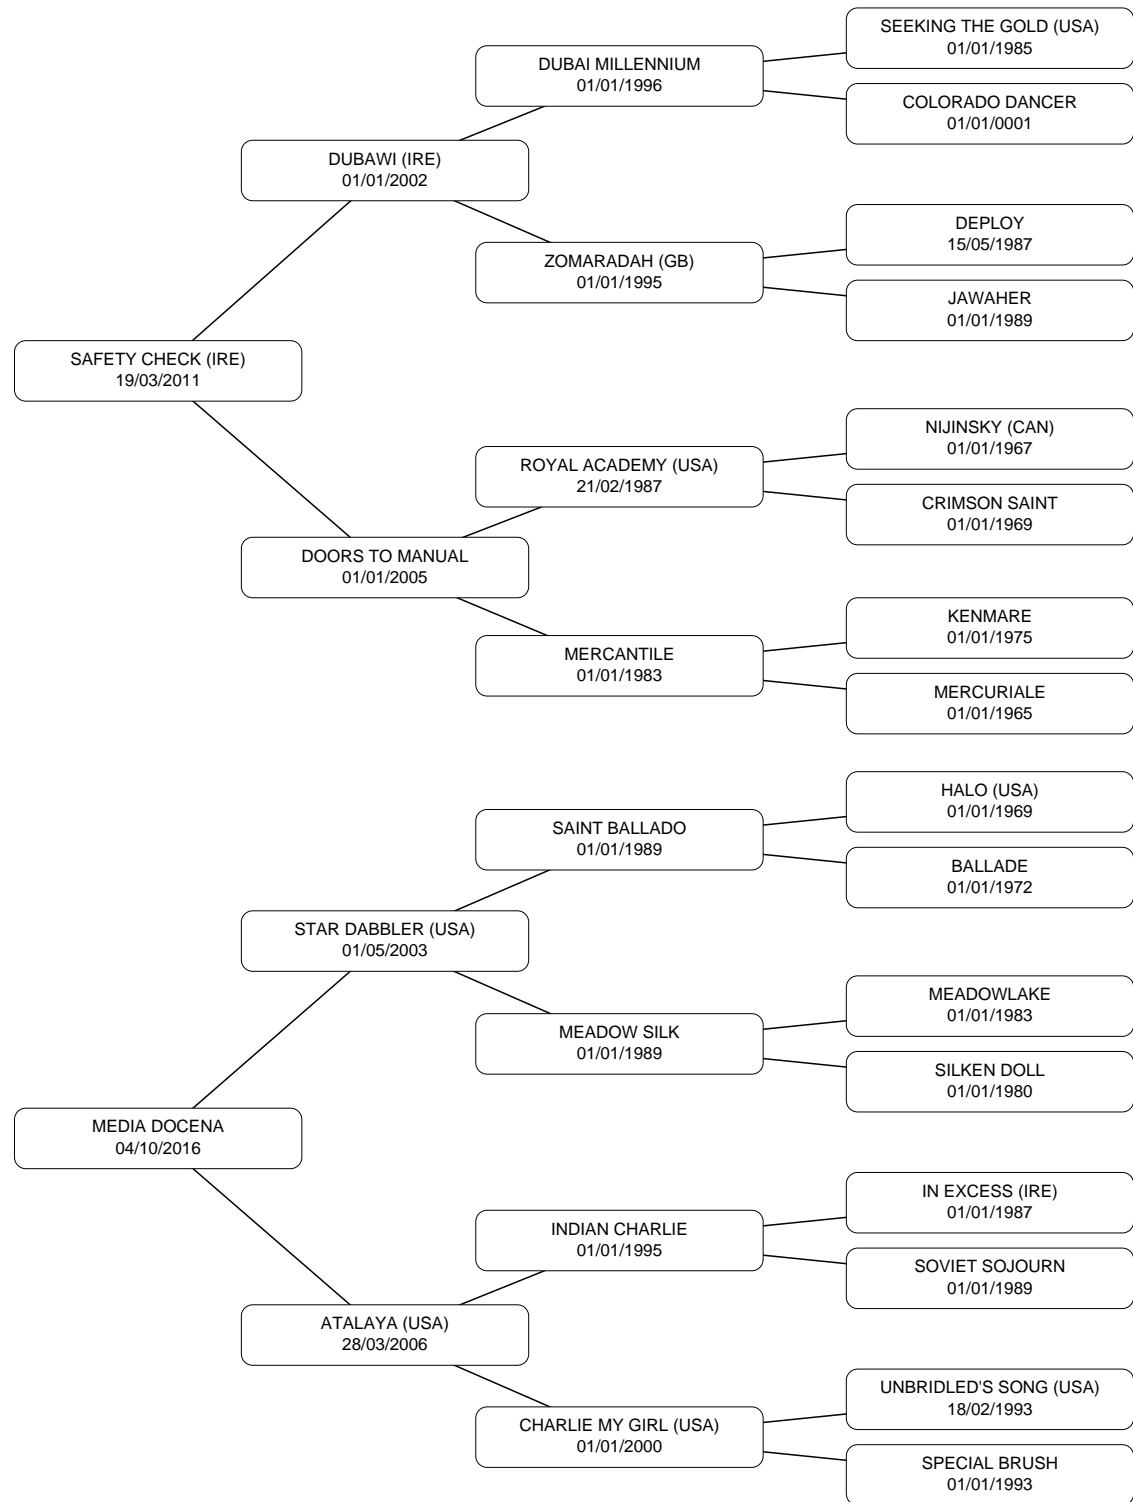 SEEKING THE GOLD (USA)
01/01/1985
DUBAI MILLENNIUM
01/01/1996
COLORADO DANCER
01/01/0001
DUBAWI (IRE)
01/01/2002
DEPLOY
15/05/1987
ZOMARADAH (GB)
01/01/1995
JAWAHER
01/01/1989
SAFETY CHECK (IRE)
19/03/2011
NIJINSKY (CAN)
01/01/1967
ROYAL ACADEMY (USA)
21/02/1987
CRIMSON SAINT
01/01/1969
DOORS TO MANUAL
01/01/2005
KENMARE
01/01/1975
MERCANTILE
01/01/1983
MERCURIALE
01/01/1965
HALO (USA)
01/01/1969
SAINT BALLADO
01/01/1989
BALLADE
01/01/1972
STAR DABBLER (USA)
01/05/2003
MEADOWLAKE
01/01/1983
MEADOW SILK
01/01/1989
SILKEN DOLL
01/01/1980
MEDIA DOCENA
04/10/2016
IN EXCESS (IRE)
01/01/1987
INDIAN CHARLIE
01/01/1995
SOVIET SOJOURN
01/01/1989
ATALAYA (USA)
28/03/2006
UNBRIDLED'S SONG (USA)
18/02/1993
CHARLIE MY GIRL (USA)
01/01/2000
SPECIAL BRUSH
01/01/1993